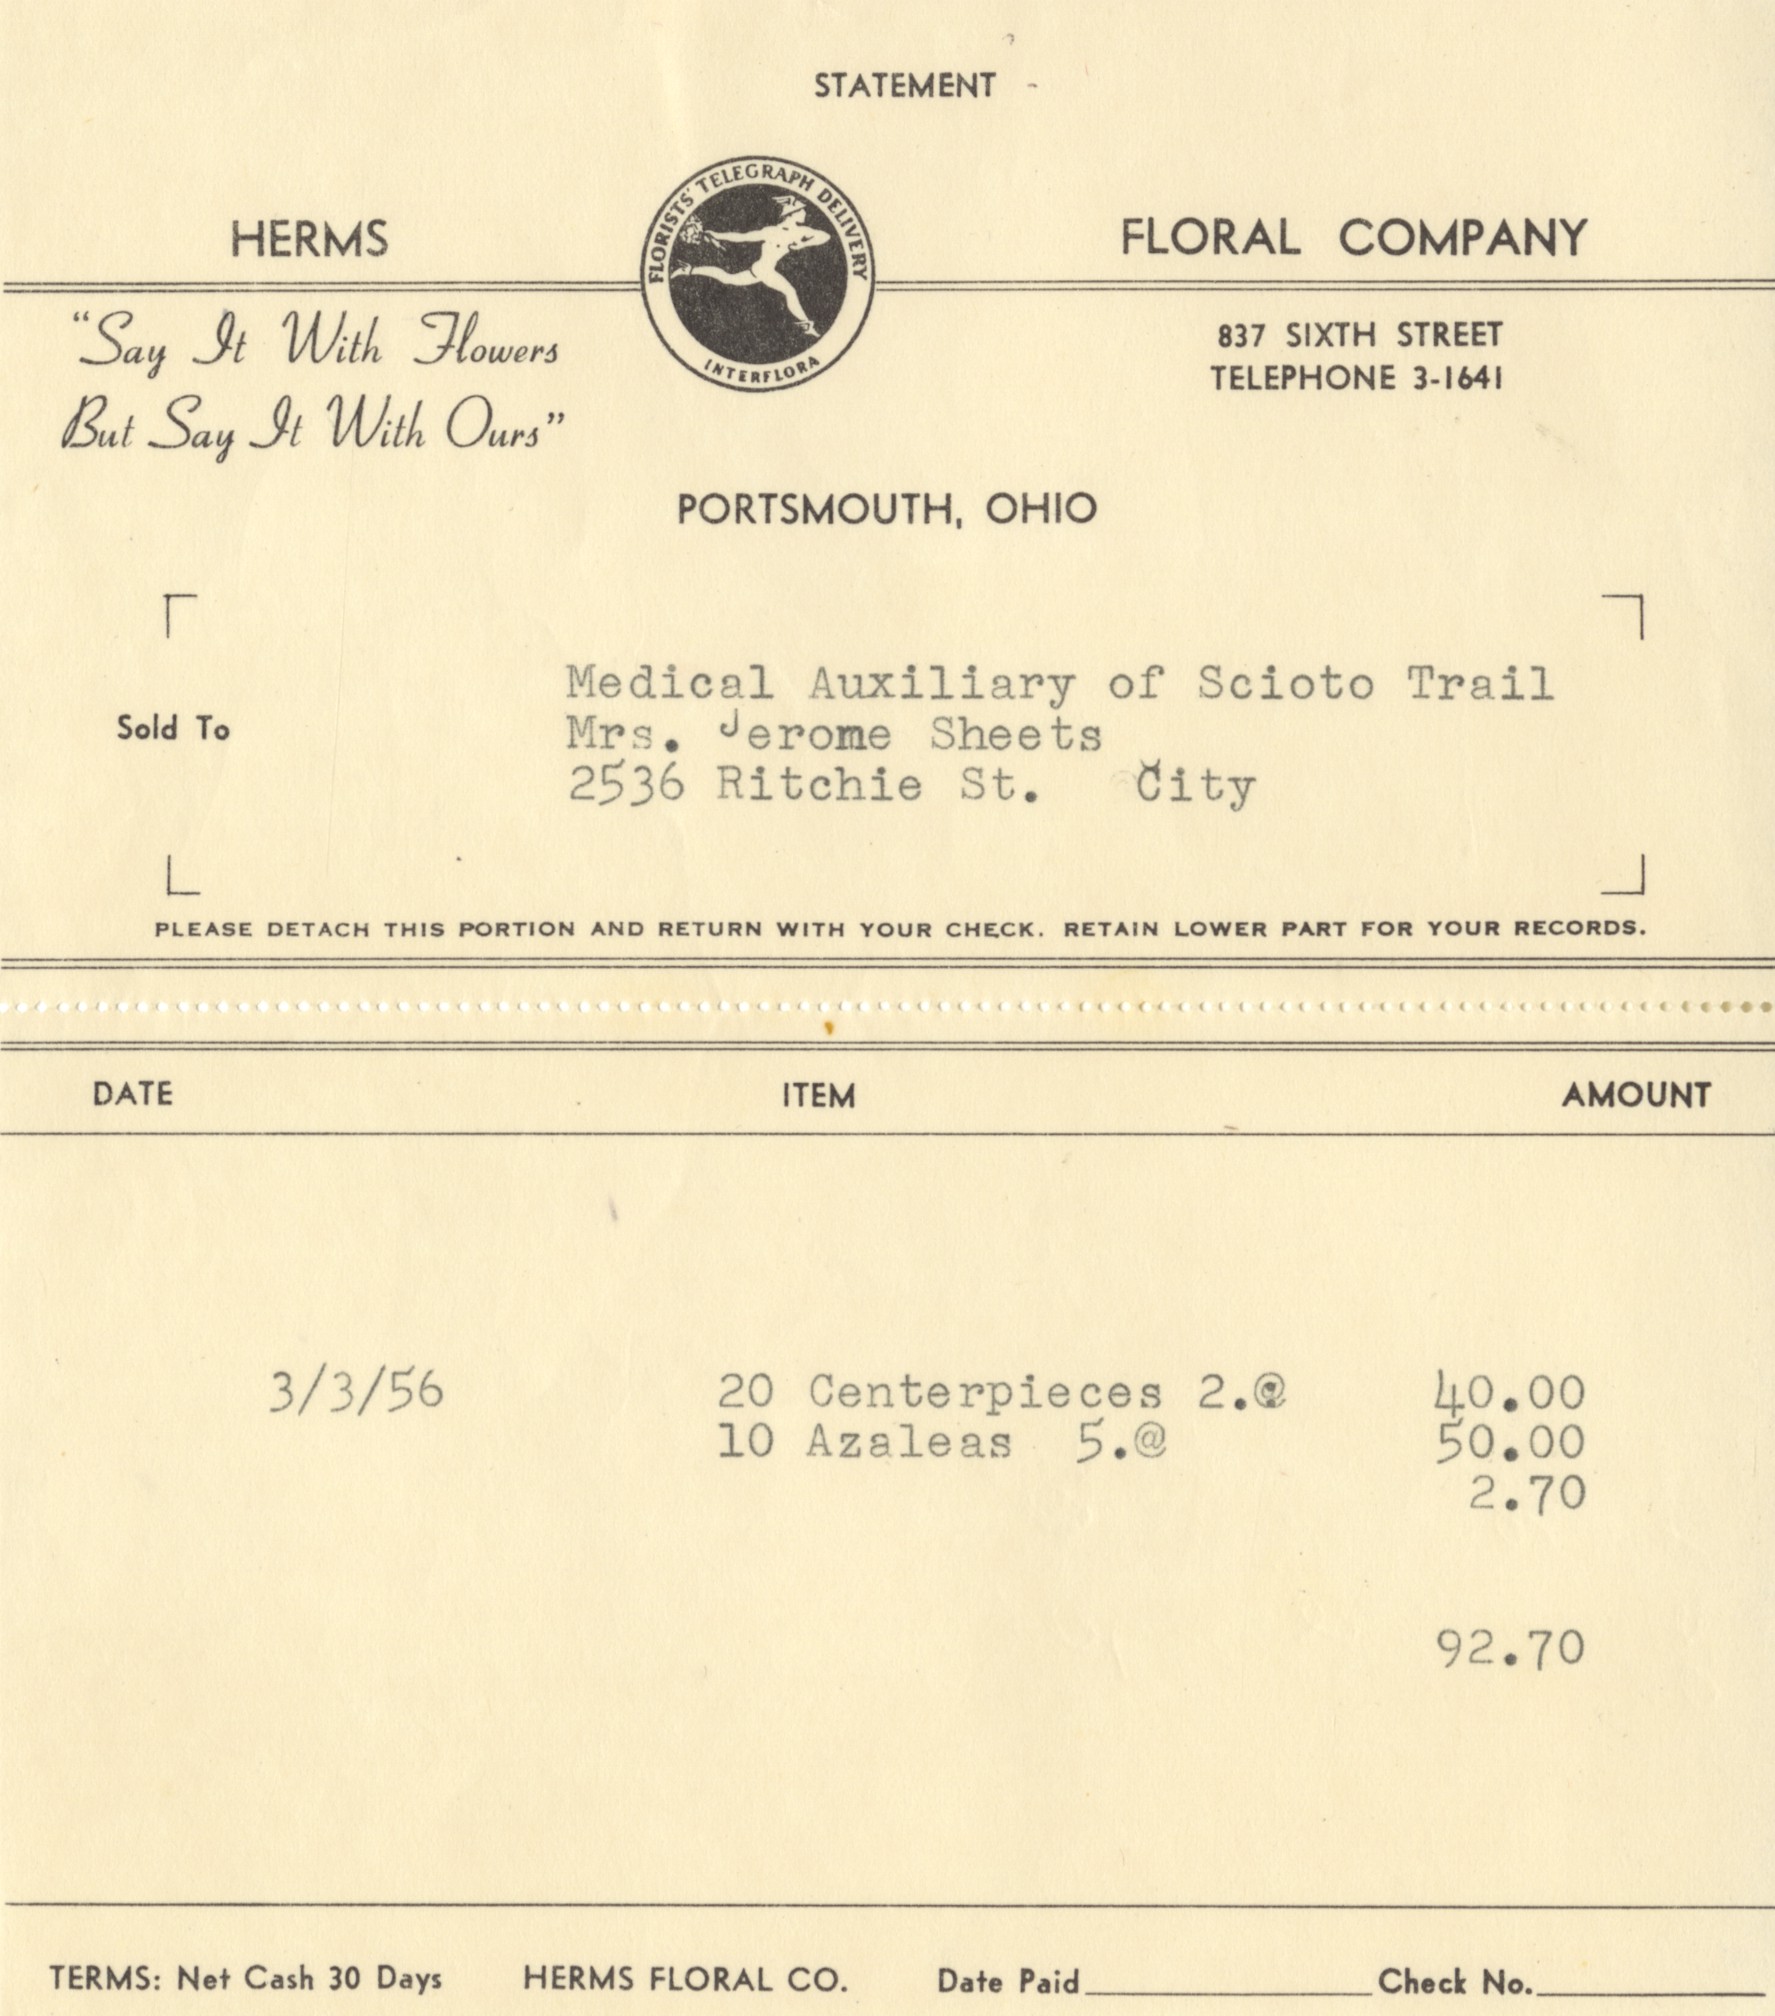 STATEMENT
HERMS FLORAL COMPANY
FLORISTS' TELEGRAPH DELIVERY
INTERFLORA
"Say It With Flowers
But Say It With Ours"
837 SIXTH STREET
TELEPHONE 3-1641
PORTSMOUTH, OHIO
Sold To
Medical Auxiliary of Scioto Trail
Mrs. Jerome Sheets
2536 Ritchie St. City
PLEASE DETACH THIS PORTION AND RETURN WITH YOUR CHECK. RETAIN LOWER PART FOR YOUR RECORDS.
DATE ITEM AMOUNT
3/3/56 20 Centerpieces 2.@ 40.00
10 Azaleas 5.@ 50.00
2.70
92.70
TERMS: Net Cash 30 Days HERMS FLORAL CO. Date Paid Check No.